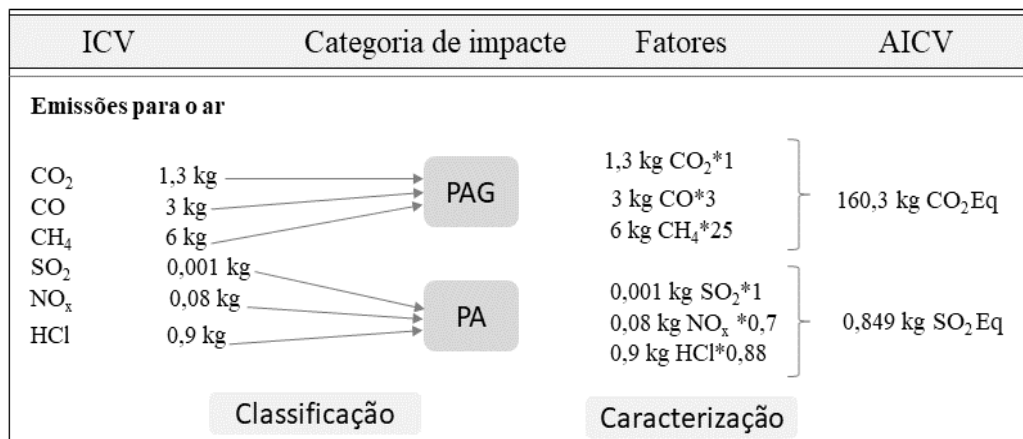 ICV Categoria de impacte Fatores AICV
Emissões para o ar
CO₂ 1,3 kg
CO 3 kg
CH₄ 6 kg
SO₂ 0,001 kg
NOₓ 0,08 kg
HCl 0,9 kg
PAG
PA
1,3 kg CO₂*1
3 kg CO*3
6 kg CH₄*25
0,001 kg SO₂*1
0,08 kg NOₓ *0,7
0,9 kg HCl*0,88
160,3 kg CO₂Eq
0,849 kg SO₂Eq
Classificação
Caracterização